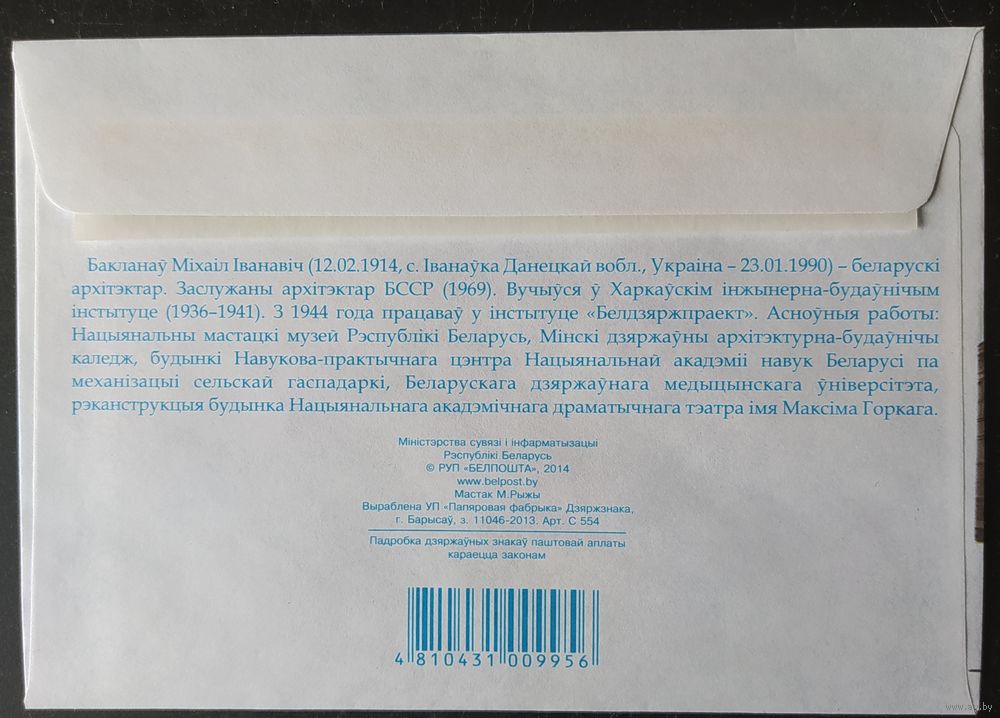 Бакланаў Міхаіл Іванавіч (12.02.1914, с. Іванаўка Данецкай вобл., Украіна – 23.01.1990) – беларускі
архітэктар. Заслужаны архітэктар БССР (1969). Вучыўся ў Харкаўскім інжынерна-будаўнічым
інстытуце (1936–1941). З 1944 года працаваў у інстытуце «Белдзяржпраект». Асноўныя работы:
Нацыянальны мастацкі музей Рэспублікі Беларусь, Мінскі дзяржаўны архітэктурна-будаўнічы
каледж, будынкі Навукова-практычнага цэнтра Нацыянальнай акадэміі навук Беларусі па
механізацыі сельскай гаспадаркі, Беларускага дзяржаўнага медыцынскага ўніверсітэта,
рэканструкцыя будынка Нацыянальнага акадэмічнага драматычнага тэатра імя Максіма Горкага.
Міністэрства сувязі і інфарматызацыі
Рэспублікі Беларусь
© РУП «БЕЛПОШТА», 2014
www.belpost.by
Мастак М.Рыжы
Выраблена УП «Папяровая фабрыка» Дзяржзнака,
г. Барысаў, з. 11046-2013. Арт. С 554
Падробка дзяржаўных знакаў паштовай аплаты
караецца законам
4 810431 009956
www.ay.by